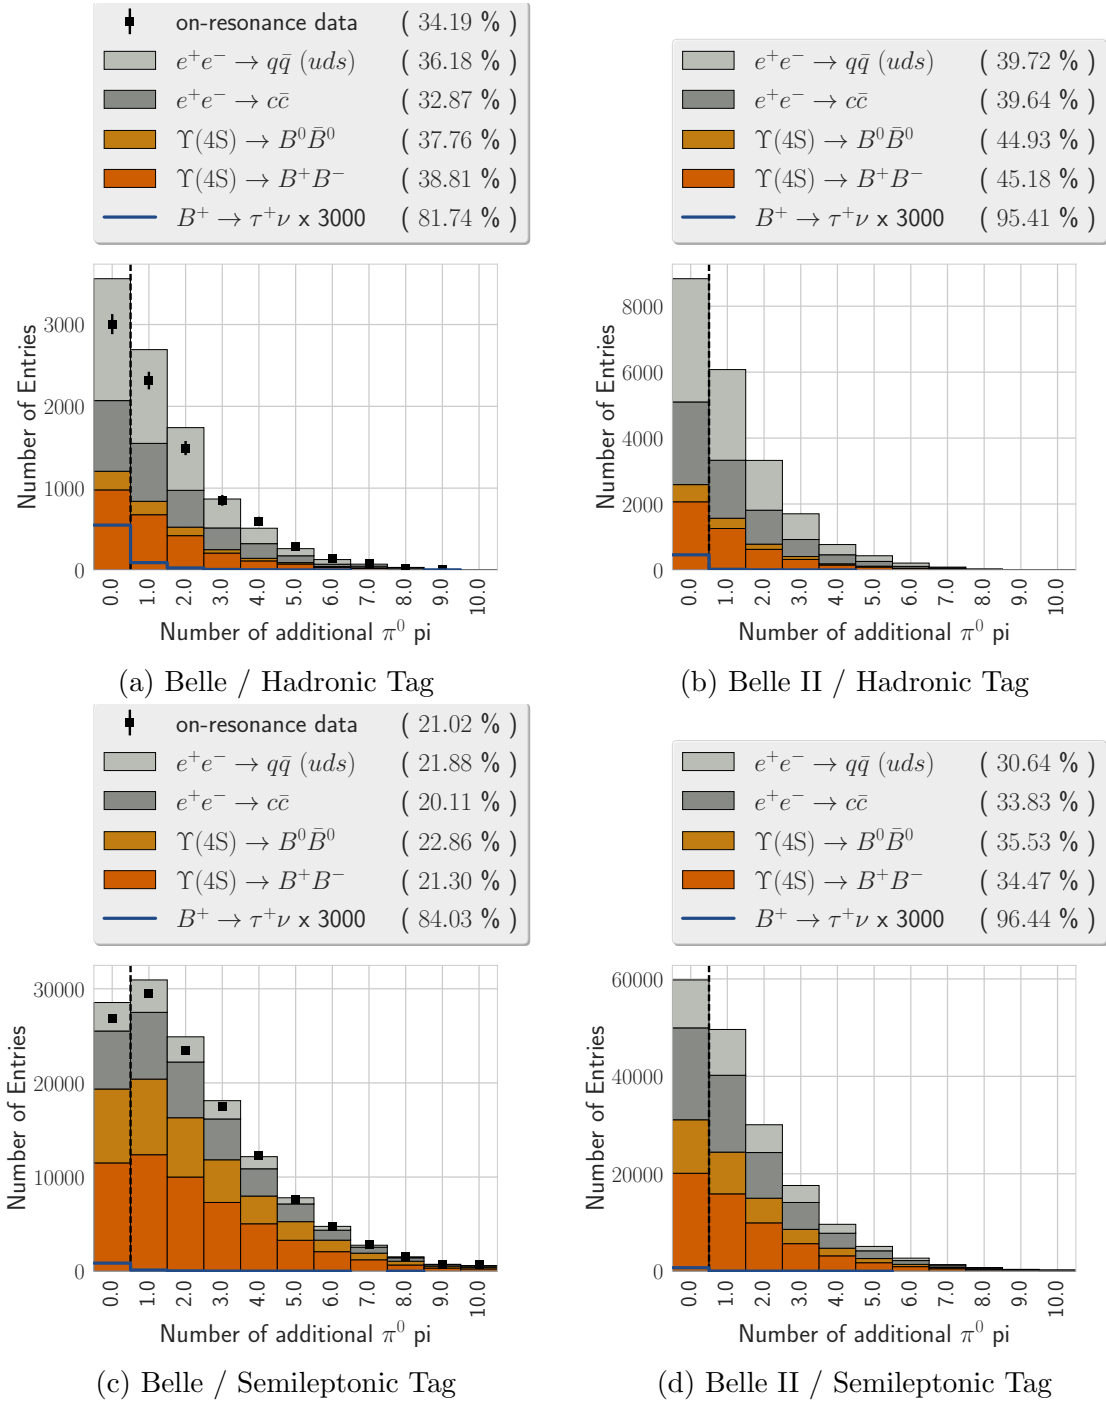 on-resonance data ( 34.19 % )
e⁺e⁻ → qq̄ (uds) ( 36.18 % )
e⁺e⁻ → cc̄ ( 32.87 % )
Υ(4S) → B⁰B̄⁰ ( 37.76 % )
Υ(4S) → B⁺B⁻ ( 38.81 % )
B⁺ → τ⁺ν x 3000 ( 81.74 % )
3000
2000
1000
0
Number of Entries
0.0 1.0 2.0 3.0 4.0 5.0 6.0 7.0 8.0 9.0 10.0
Number of additional π⁰ pi
(a) Belle / Hadronic Tag
e⁺e⁻ → qq̄ (uds) ( 39.72 % )
e⁺e⁻ → cc̄ ( 39.64 % )
Υ(4S) → B⁰B̄⁰ ( 44.93 % )
Υ(4S) → B⁺B⁻ ( 45.18 % )
B⁺ → τ⁺ν x 3000 ( 95.41 % )
8000
6000
4000
2000
0
Number of Entries
0.0 1.0 2.0 3.0 4.0 5.0 6.0 7.0 8.0 9.0 10.0
Number of additional π⁰ pi
(b) Belle II / Hadronic Tag
on-resonance data ( 21.02 % )
e⁺e⁻ → qq̄ (uds) ( 21.88 % )
e⁺e⁻ → cc̄ ( 20.11 % )
Υ(4S) → B⁰B̄⁰ ( 22.86 % )
Υ(4S) → B⁺B⁻ ( 21.30 % )
B⁺ → τ⁺ν x 3000 ( 84.03 % )
30000
20000
10000
0
Number of Entries
0.0 1.0 2.0 3.0 4.0 5.0 6.0 7.0 8.0 9.0 10.0
Number of additional π⁰ pi
(c) Belle / Semileptonic Tag
e⁺e⁻ → qq̄ (uds) ( 30.64 % )
e⁺e⁻ → cc̄ ( 33.83 % )
Υ(4S) → B⁰B̄⁰ ( 35.53 % )
Υ(4S) → B⁺B⁻ ( 34.47 % )
B⁺ → τ⁺ν x 3000 ( 96.44 % )
60000
40000
20000
0
Number of Entries
0.0 1.0 2.0 3.0 4.0 5.0 6.0 7.0 8.0 9.0 10.0
Number of additional π⁰ pi
(d) Belle II / Semileptonic Tag